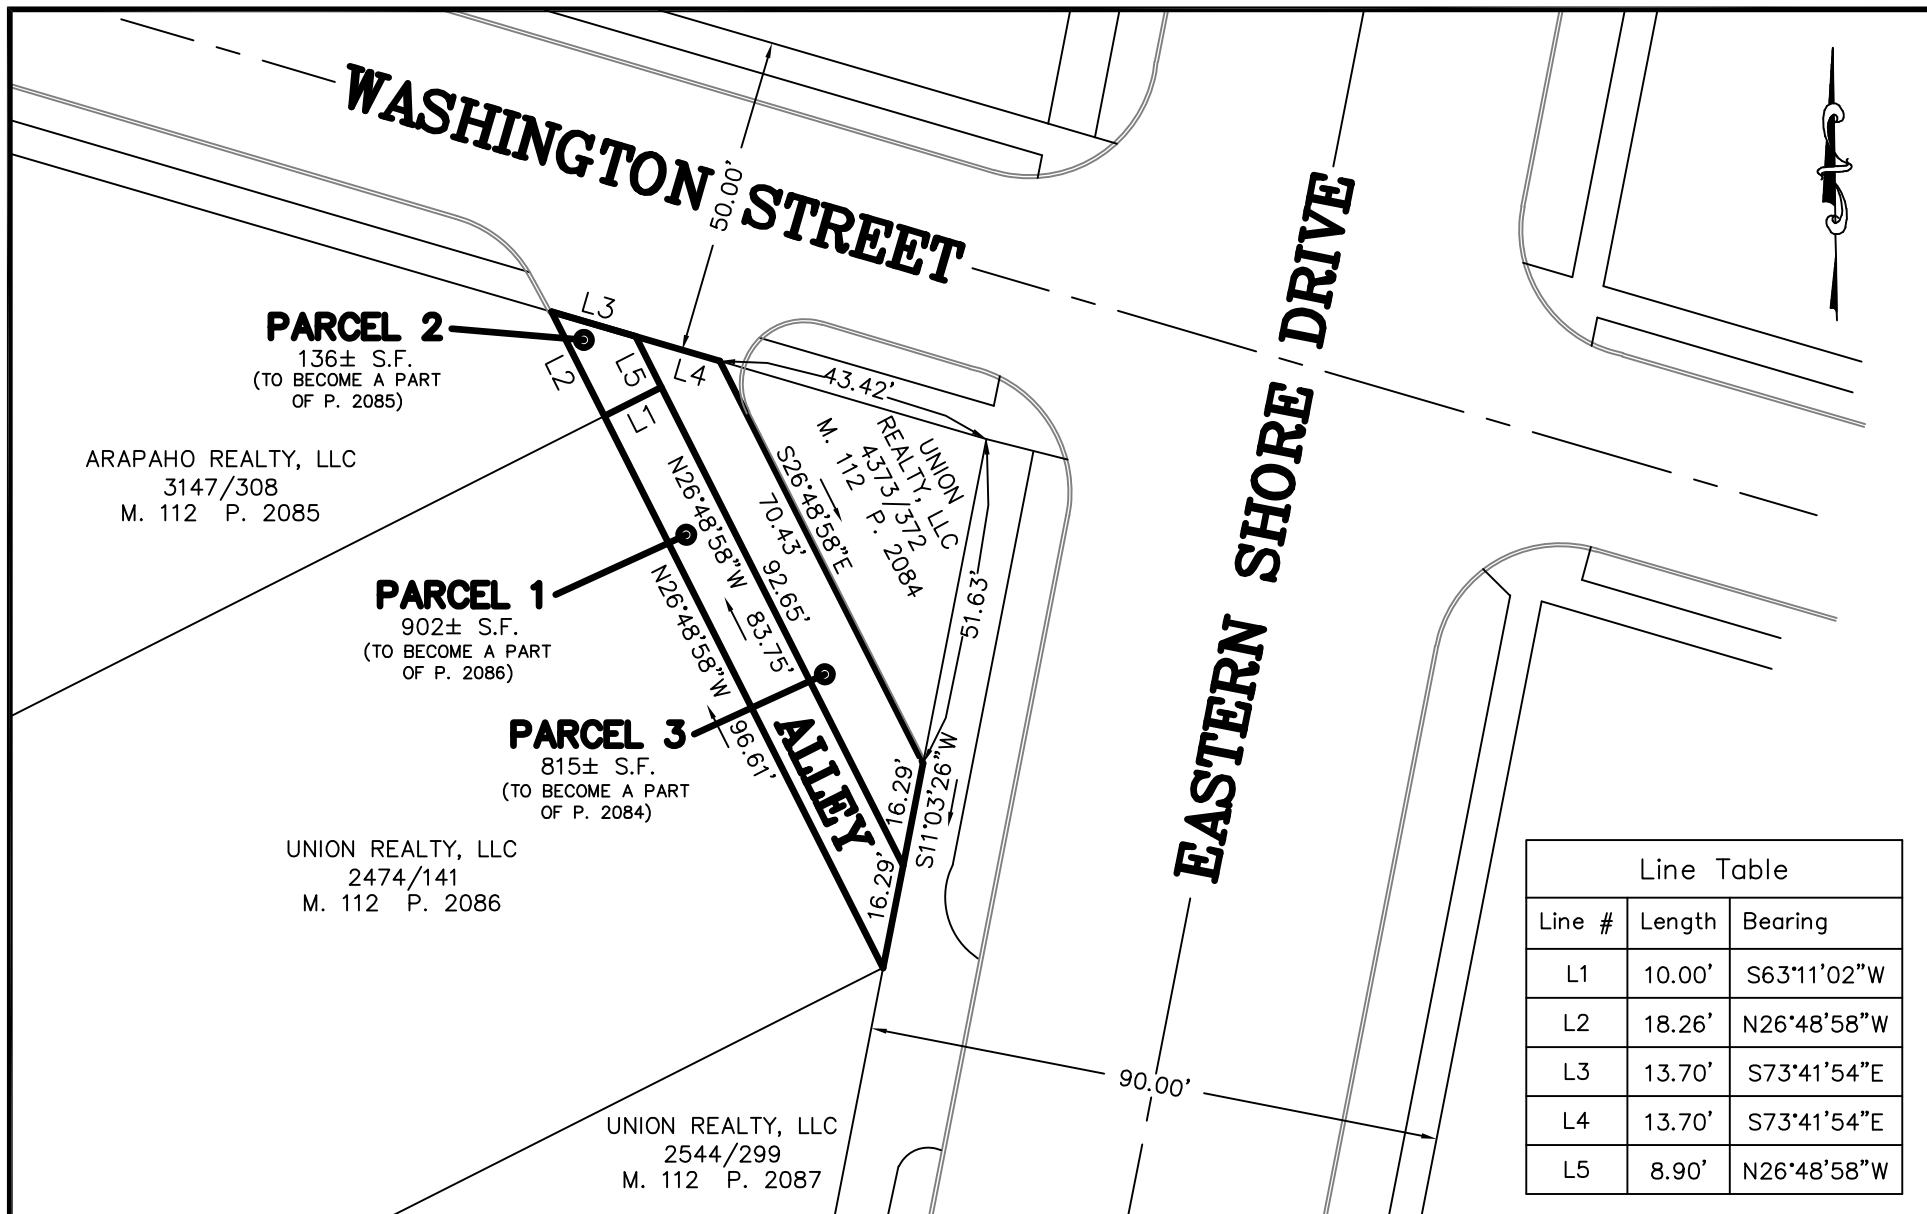 WASHINGTON STREET
50.00'
EASTERN SHORE DRIVE
L3
PARCEL 2
136± S.F.
(TO BECOME A PART
OF P. 2085)
L2
L5
L4
L1
43.42'
UNION
REALTY, LLC
4373/372
M. 112 P. 2084
51.63'
ARAPAHO REALTY, LLC
3147/308
M. 112 P. 2085
S26°48'58"E
70.43'
N26°48'58"W 83.75'
92.65'
PARCEL 1
902± S.F.
(TO BECOME A PART
OF P. 2086)
N26°48'58"W 96.61'
PARCEL 3
815± S.F.
(TO BECOME A PART
OF P. 2084)
ALLEY
16.29'
S11°03'26"W
16.29'
UNION REALTY, LLC
2474/141
M. 112 P. 2086
90.00'
UNION REALTY, LLC
2544/299
M. 112 P. 2087
Line Table
Line # Length Bearing
L1 10.00' S63°11'02"W
L2 18.26' N26°48'58"W
L3 13.70' S73°41'54"E
L4 13.70' S73°41'54"E
L5 8.90' N26°48'58"W